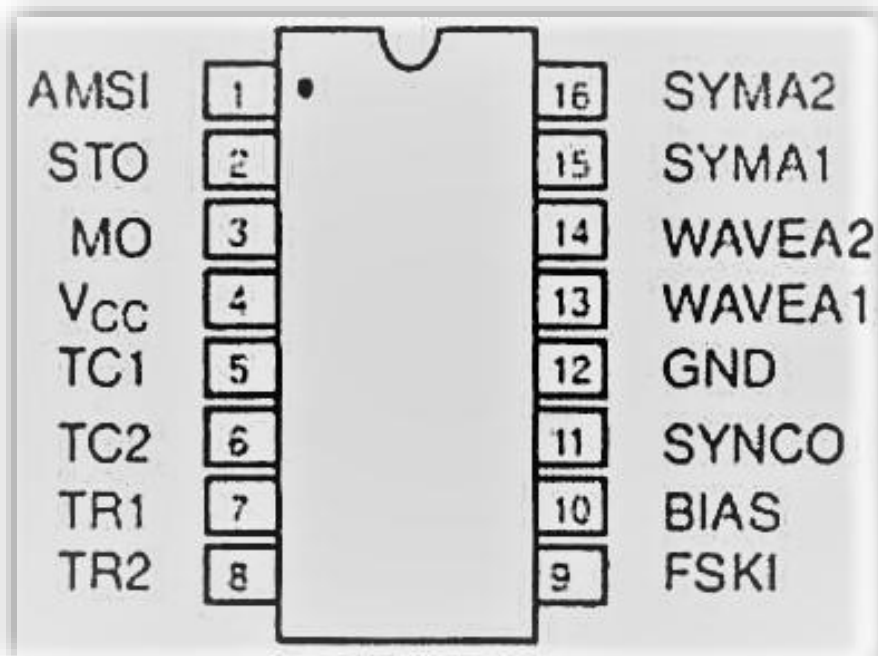 AMSI 1 16 SYMA2
STO 2 15 SYMA1
MO 3 14 WAVEA2
VCC 4 13 WAVEA1
TC1 5 12 GND
TC2 6 11 SYNCO
TR1 7 10 BIAS
TR2 8 9 FSKI